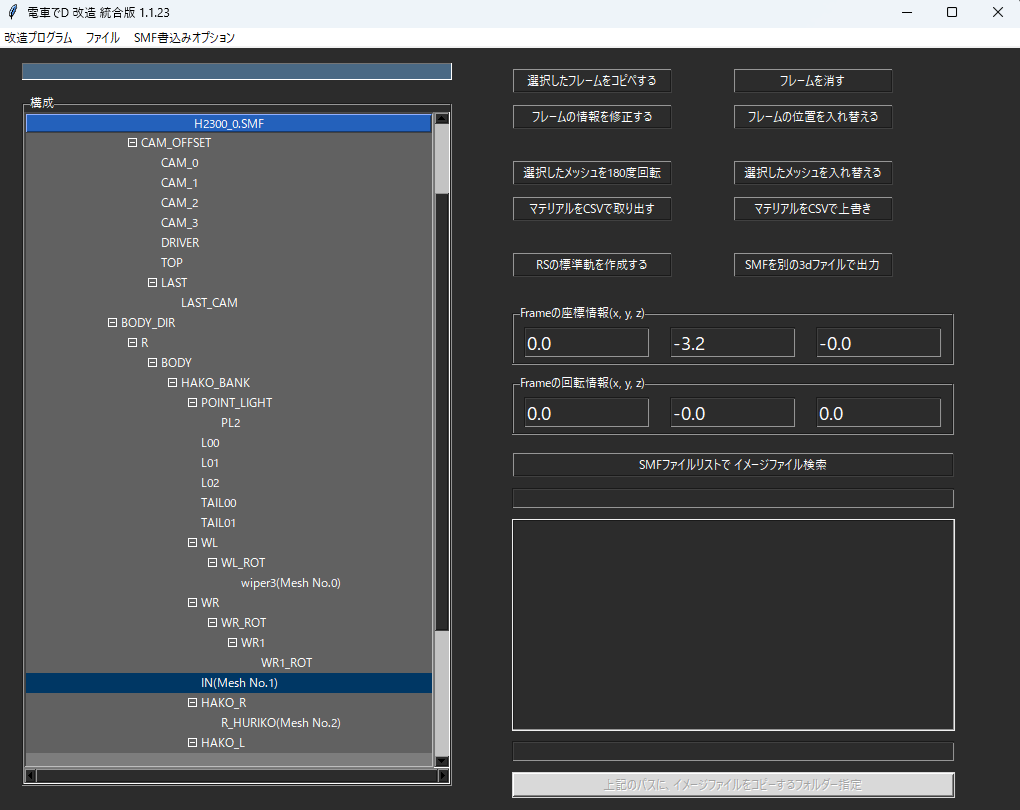 電車でD 改造 統合版 1.1.23
改造プログラム ファイル SMF書込みオプション
構成
H2300_0.SMF
CAM_OFFSET
CAM_0
CAM_1
CAM_2
CAM_3
DRIVER
TOP
LAST
LAST_CAM
BODY_DIR
R
BODY
HAKO_BANK
POINT_LIGHT
PL2
L00
L01
L02
TAIL00
TAIL01
WL
WL_ROT
wiper3(Mesh No.0)
WR
WR_ROT
WR1
WR1_ROT
IN(Mesh No.1)
HAKO_R
R_HURIKO(Mesh No.2)
HAKO_L
選択したフレームをコピペする フレームを消す
フレームの情報を修正する フレームの位置を入れ替える
選択したメッシュを180度回転 選択したメッシュを入れ替える
マテリアルをCSVで取り出す マテリアルをCSVで上書き
RSの標準軌を作成する SMFを別の3dファイルで出力
Frameの座標情報(x, y, z)
0.0 -3.2 -0.0
Frameの回転情報(x, y, z)
0.0 -0.0 0.0
SMFファイルリストで イメージファイル検索
上記のパスに、イメージファイルをコピーするフォルダー指定